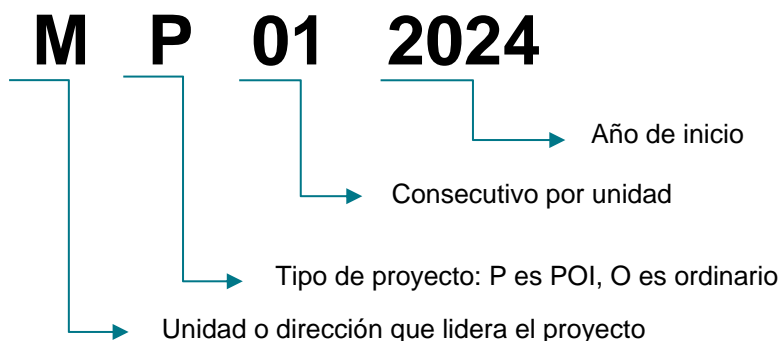 M P 01 2024
Año de inicio
Consecutivo por unidad
Tipo de proyecto: P es POI, O es ordinario
Unidad o dirección que lidera el proyecto